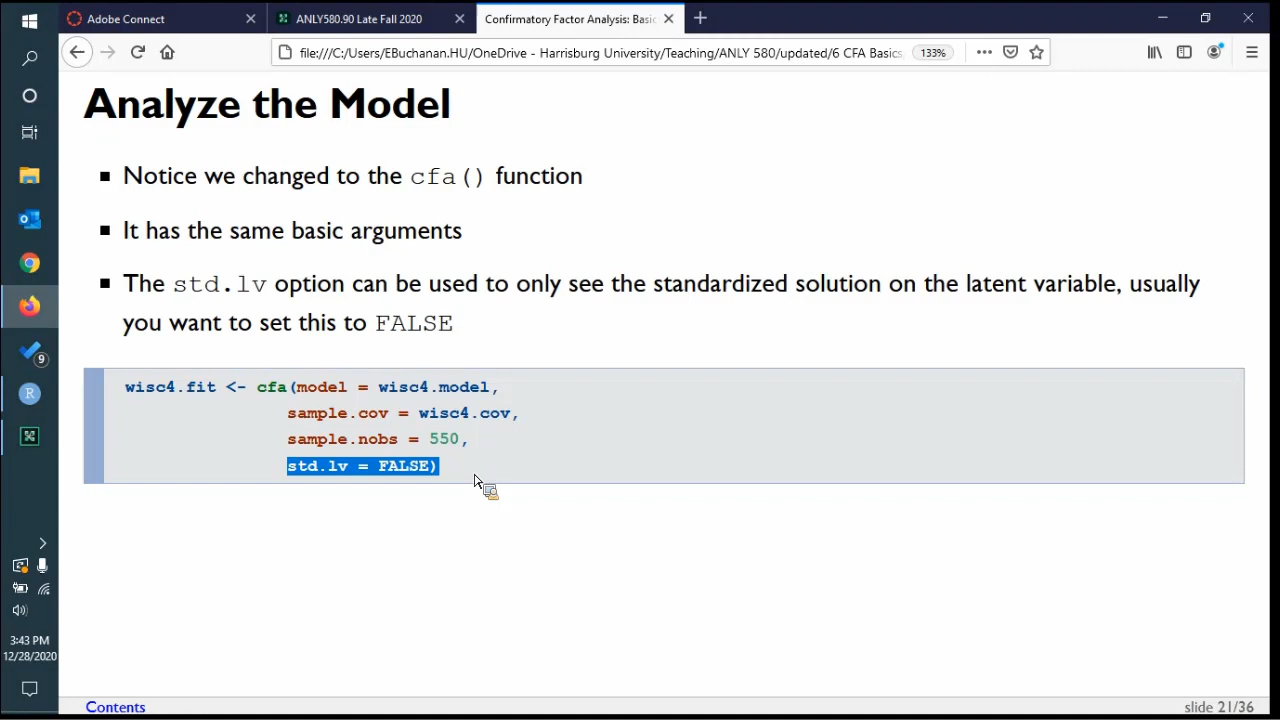 Adobe Connect
ANLY580.90 Late Fall 2020
Confirmatory Factor Analysis: Basic
file:///C:/Users/EBuchanan.HU/OneDrive - Harrisburg University/Teaching/ANLY 580/updated/6 CFA Basics,
133%
Analyze the Model
Notice we changed to the cfa() function
It has the same basic arguments
The std.lv option can be used to only see the standardized solution on the latent variable, usually
you want to set this to FALSE
wisc4.fit <- cfa(model = wisc4.model,
sample.cov = wisc4.cov,
sample.nobs = 550,
std.lv = FALSE)
9
R
3:43 PM
12/28/2020
Contents
slide 21/36